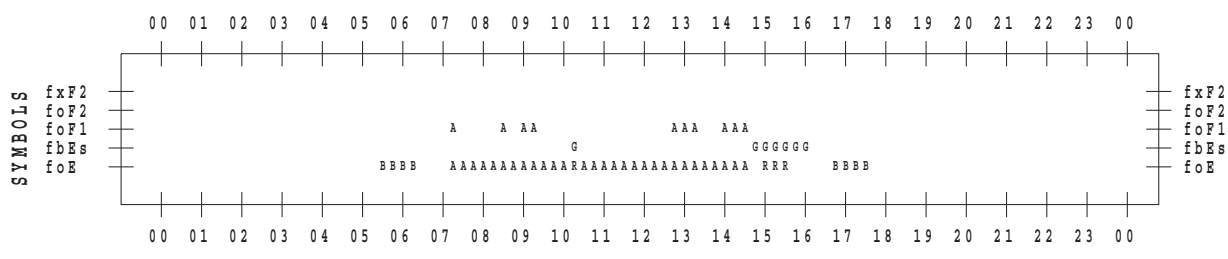 00 01 02 03 04 05 06 07 08 09 10 11 12 13 14 15 16 17 18 19 20 21 22 23 00
SYMBOLS
fxF2 fxF2
foF2 foF2
foF1 A A AA AAA AAA foF1
fbEs G GGGGGG fbEs
foE BBBB AAAAAAAAAAAARAAAAAAAAAAAAAAAAA RRR BBBB foE
00 01 02 03 04 05 06 07 08 09 10 11 12 13 14 15 16 17 18 19 20 21 22 23 00